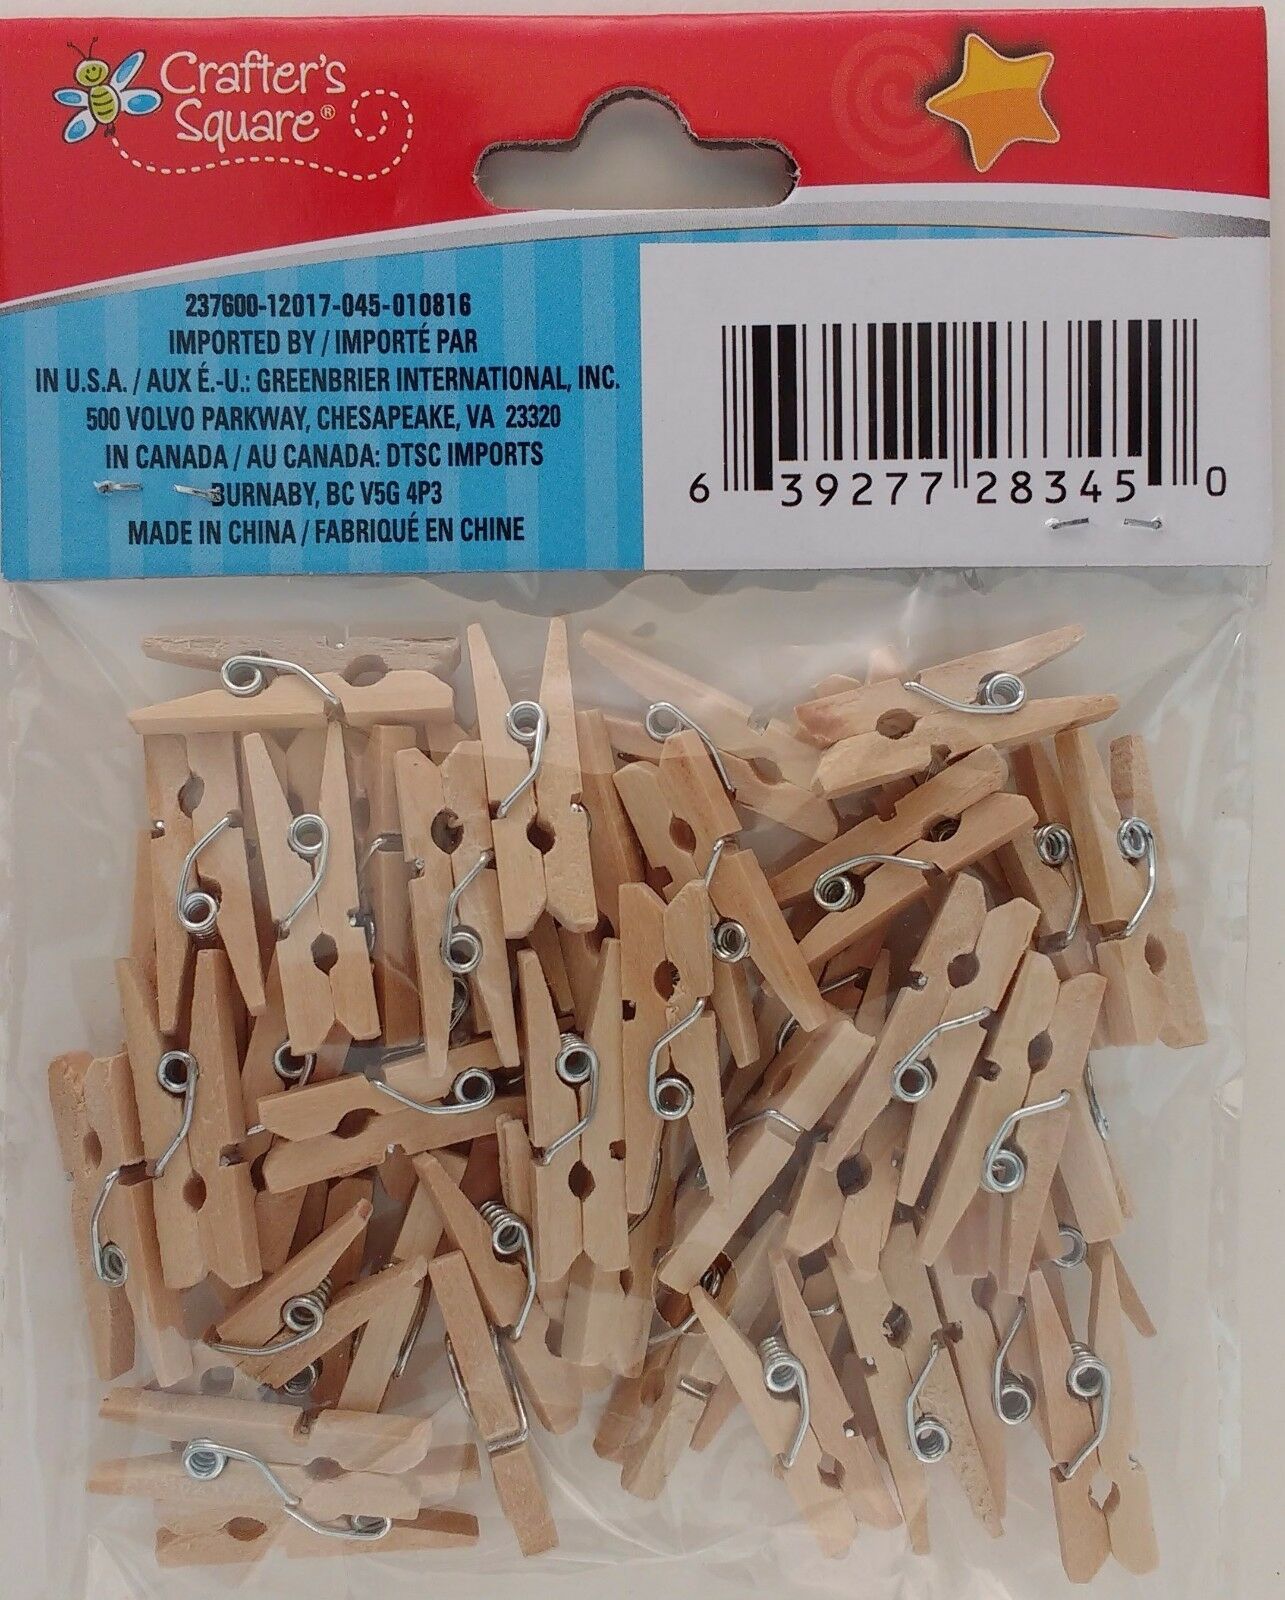 Crafter's
Square®
237600-12017-045-010816
IMPORTED BY / IMPORTÉ PAR
IN U.S.A. / AUX É.-U.: GREENBRIER INTERNATIONAL, INC.
500 VOLVO PARKWAY, CHESAPEAKE, VA 23320
IN CANADA / AU CANADA: DTSC IMPORTS
BURNABY, BC V5G 4P3
MADE IN CHINA / FABRIQUÉ EN CHINE
6 39277 28345 0